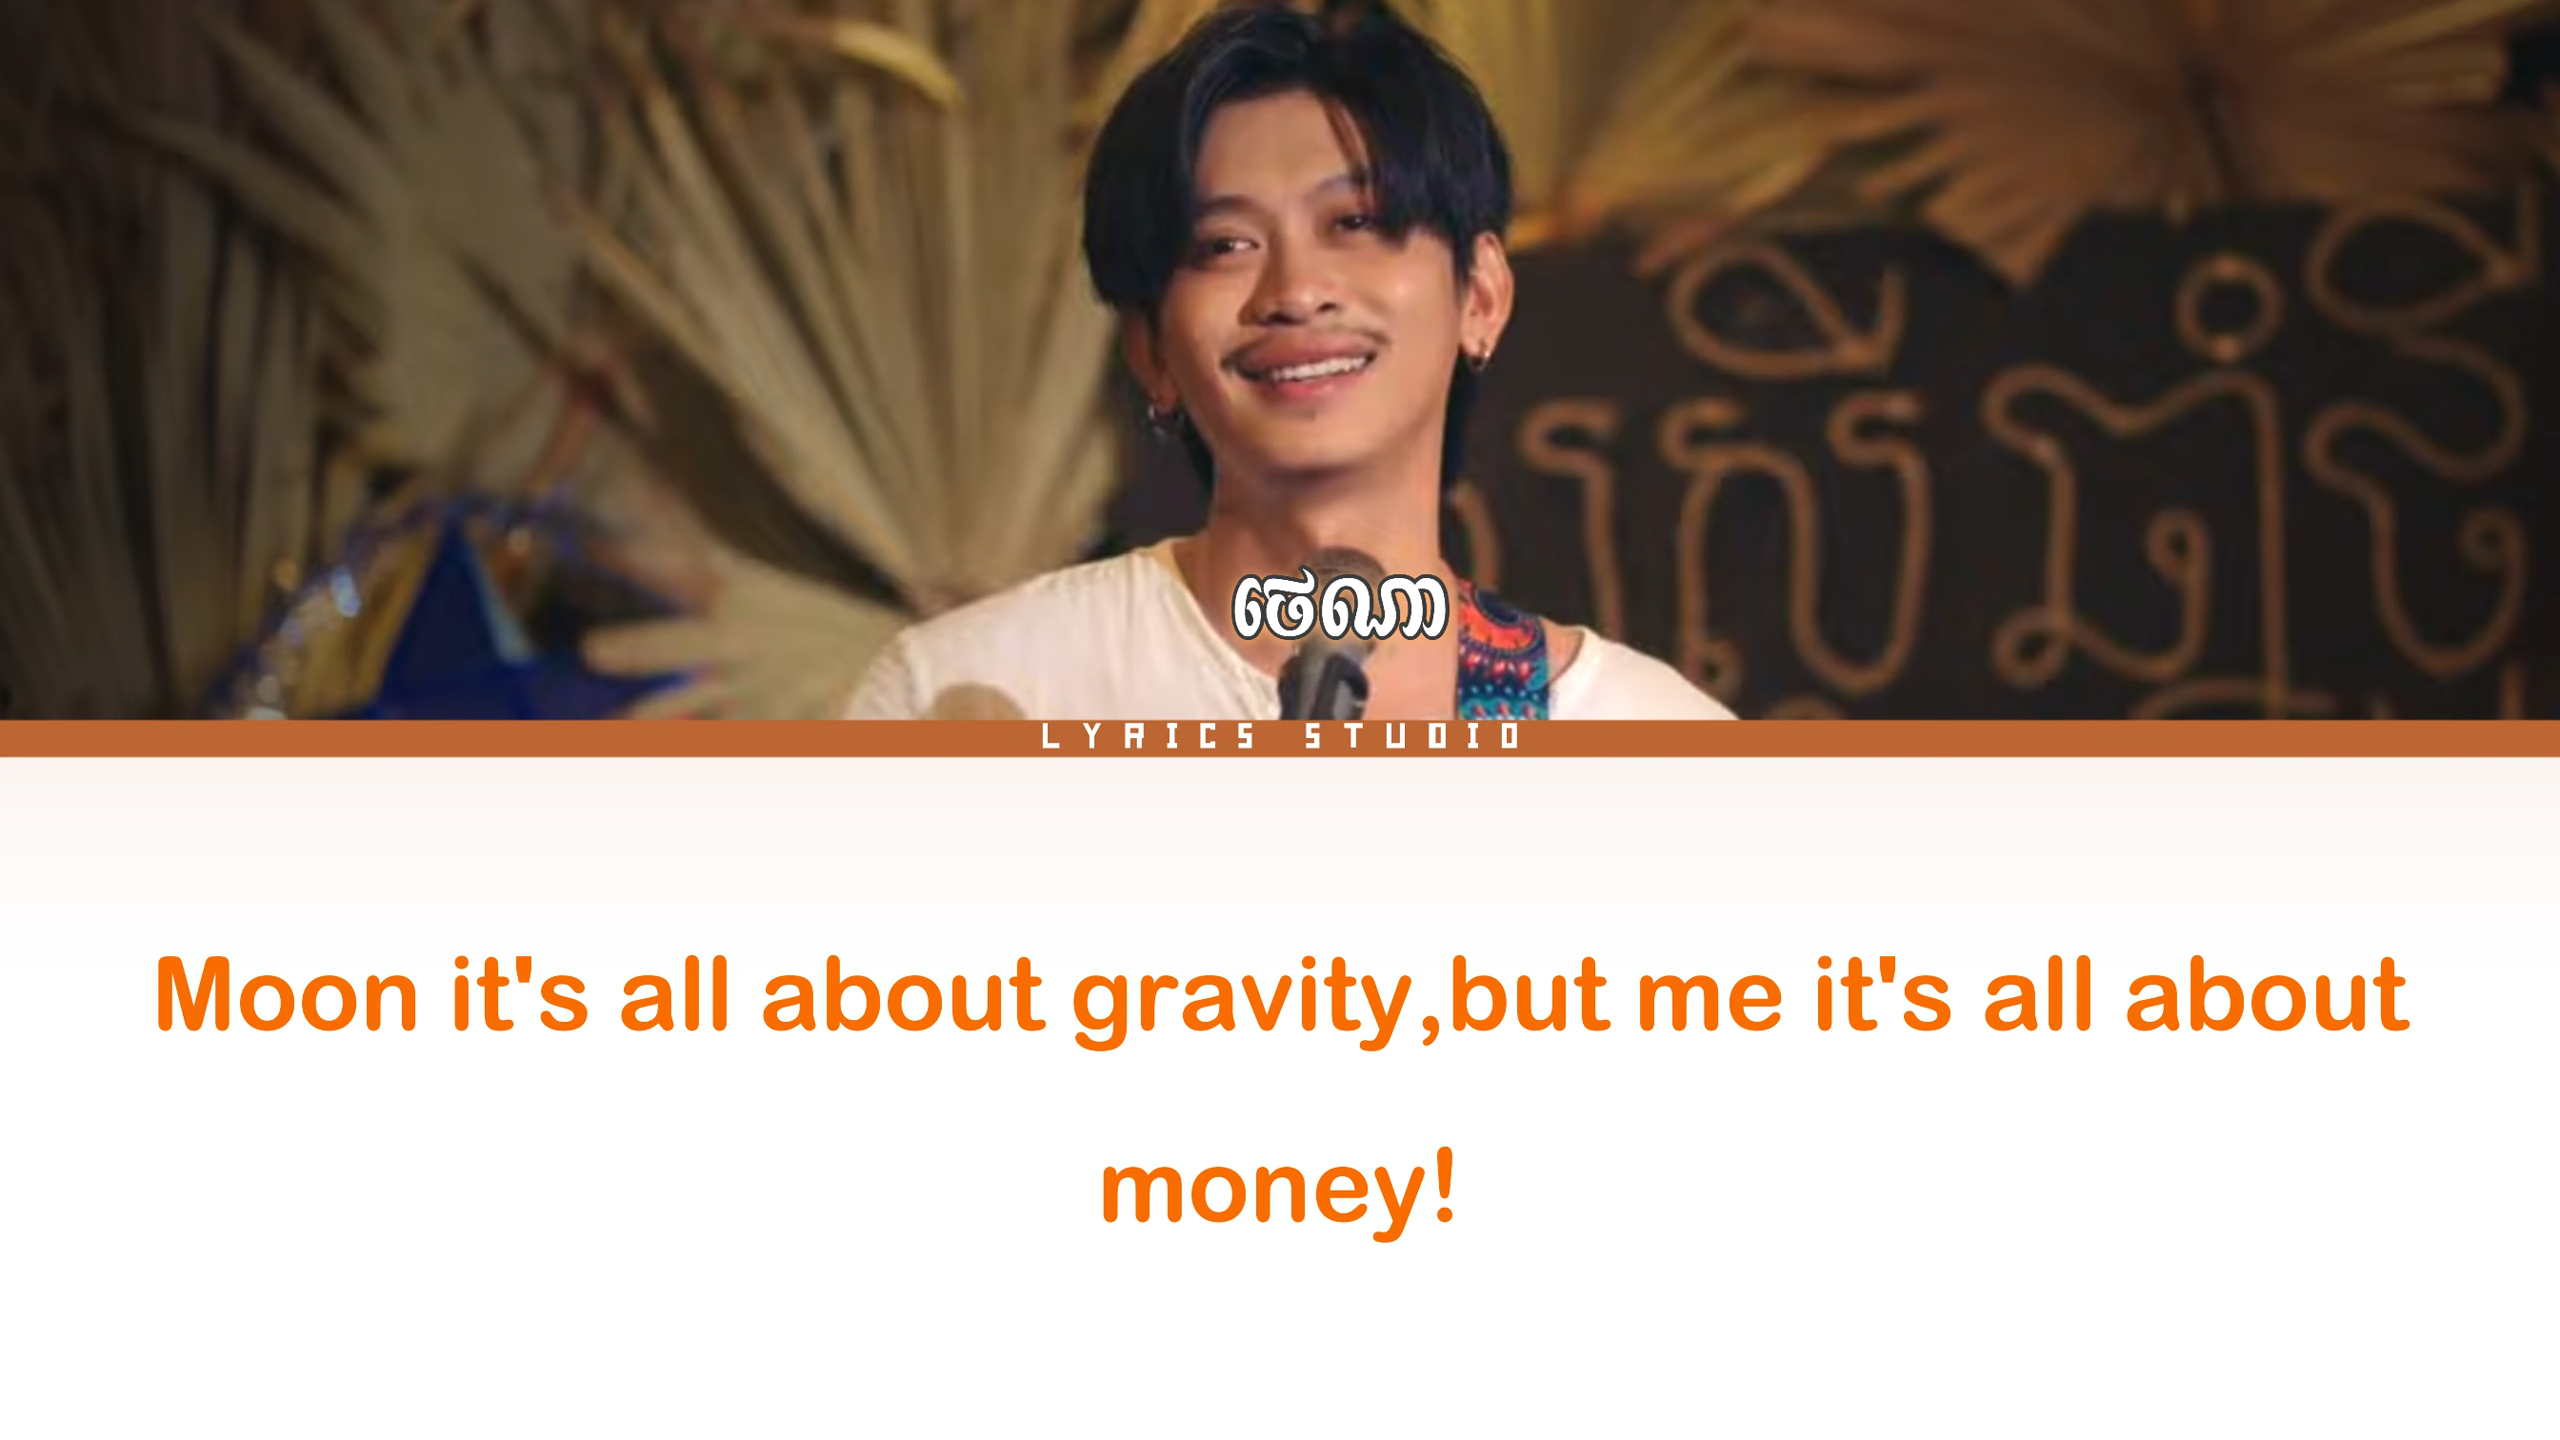 ថេណា
LYRICS STUDIO
Moon it's all about gravity,but me it's all about
money!